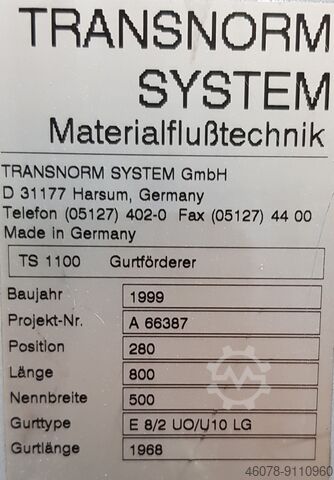 TRANSNORM
SYSTEM
Materialflußtechnik
TRANSNORM SYSTEM GmbH
D 31177 Harsum, Germany
Telefon (05127) 402-0 Fax (05127) 44 00
Made in Germany
TS 1100 Gurtförderer
Baujahr 1999
Projekt-Nr. A 66387
Position 280
Länge 800
Nennbreite 500
Gurttype E 8/2 UO/U10 LG
Gurtlänge 1968
46078-9110960